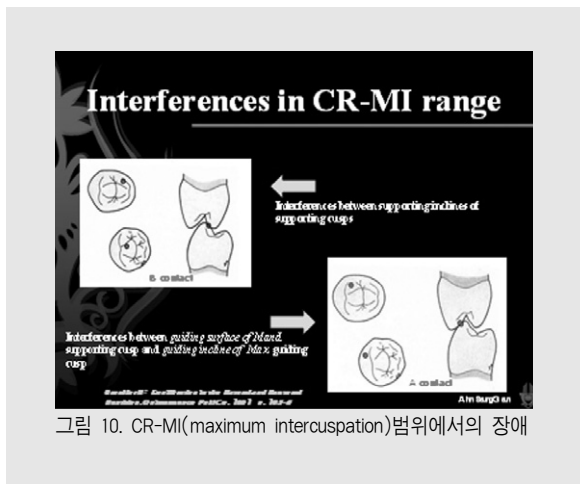 Interferences in CR-MI range
Interferences between supporting inclines of
supporting cusps
B contact
Interferences between guiding surface of Mand.
supporting cusp and guiding incline of Max guiding
cusp
A contact
그림 10. CR-MI(maximum intercuspation)범위에서의 장애